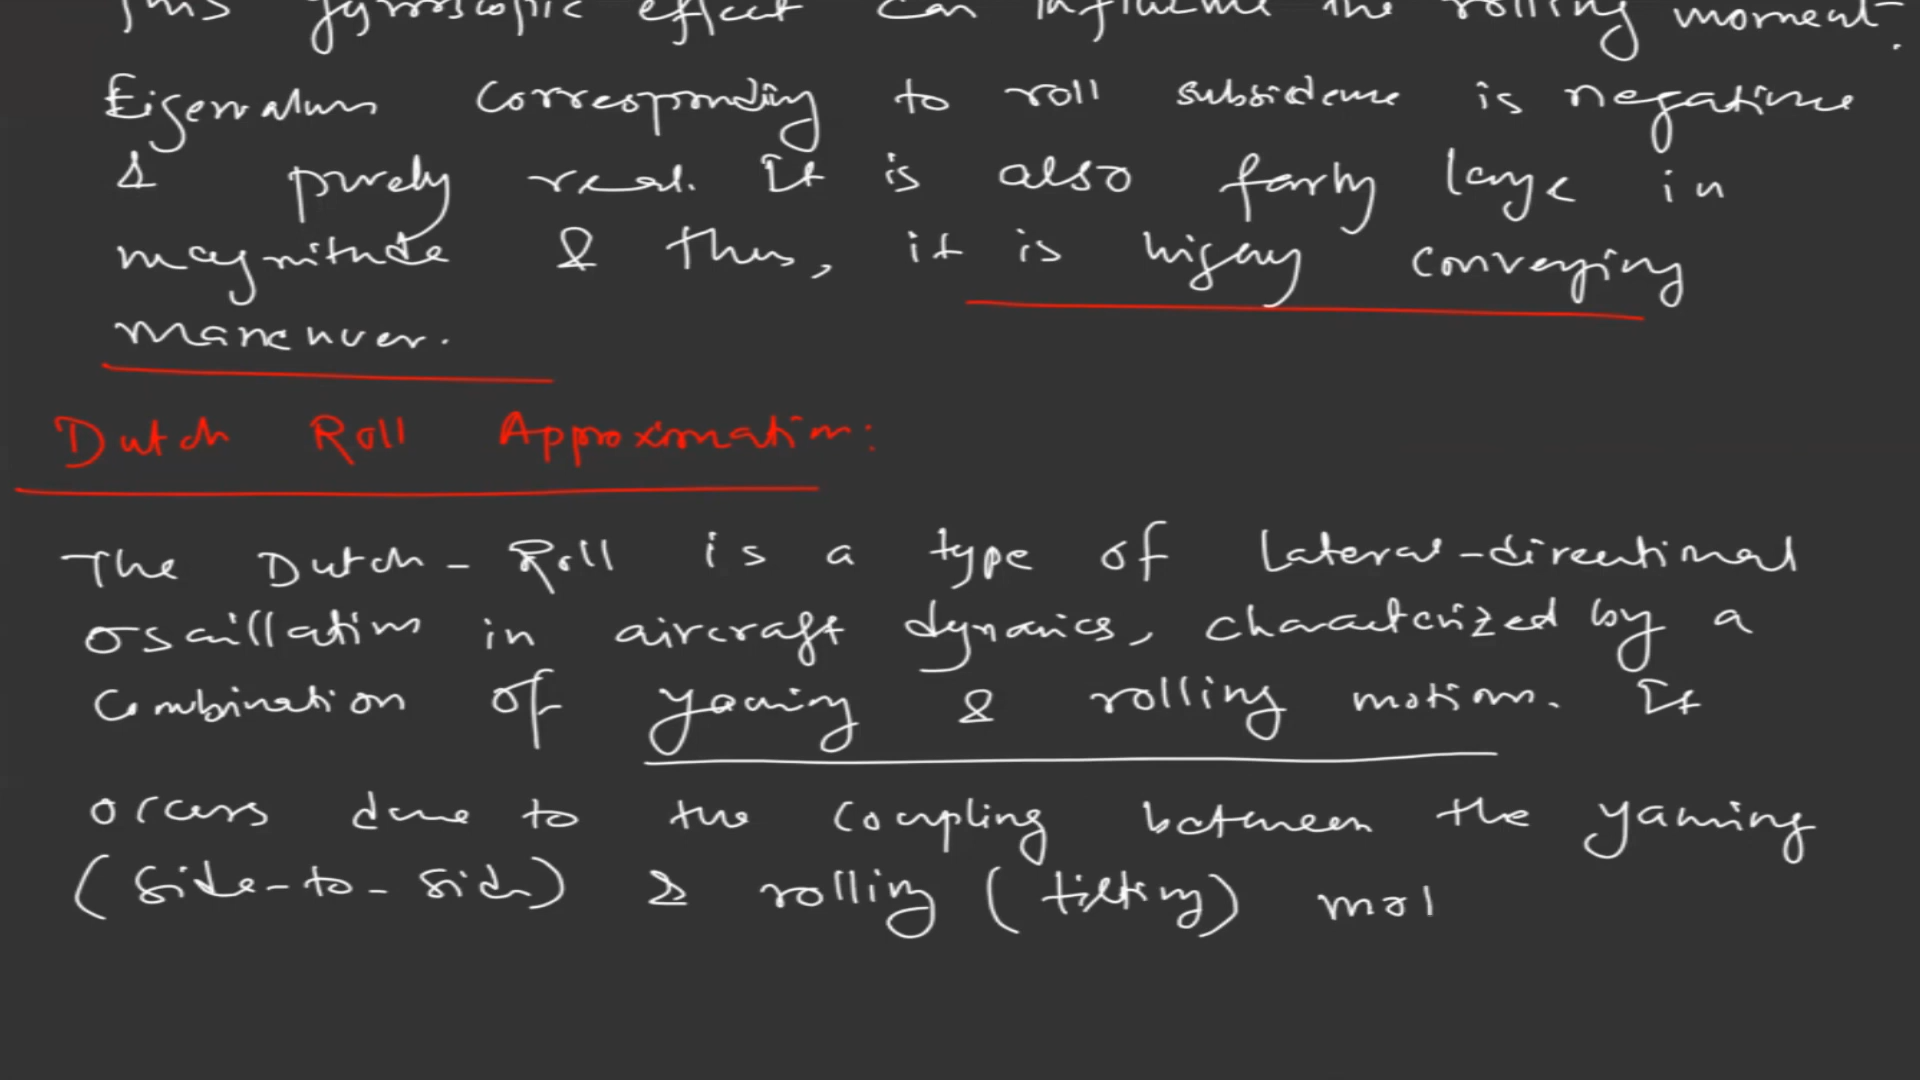 This gyroscopic effect can influence the rolling moment.
Eigenvalues corresponding to roll subsidence is negative
& purely real. It is also fairly large in
magnitude & thus, it is highly converging
maneuver.
Dutch Roll Approximation:
The Dutch-Roll is a type of Lateral-directional
oscillations in aircraft dynamics, characterized by a
combination of yawing & rolling motions. It
occurs due to the coupling between the yawing
(side-to-side) & rolling (tilting) mot